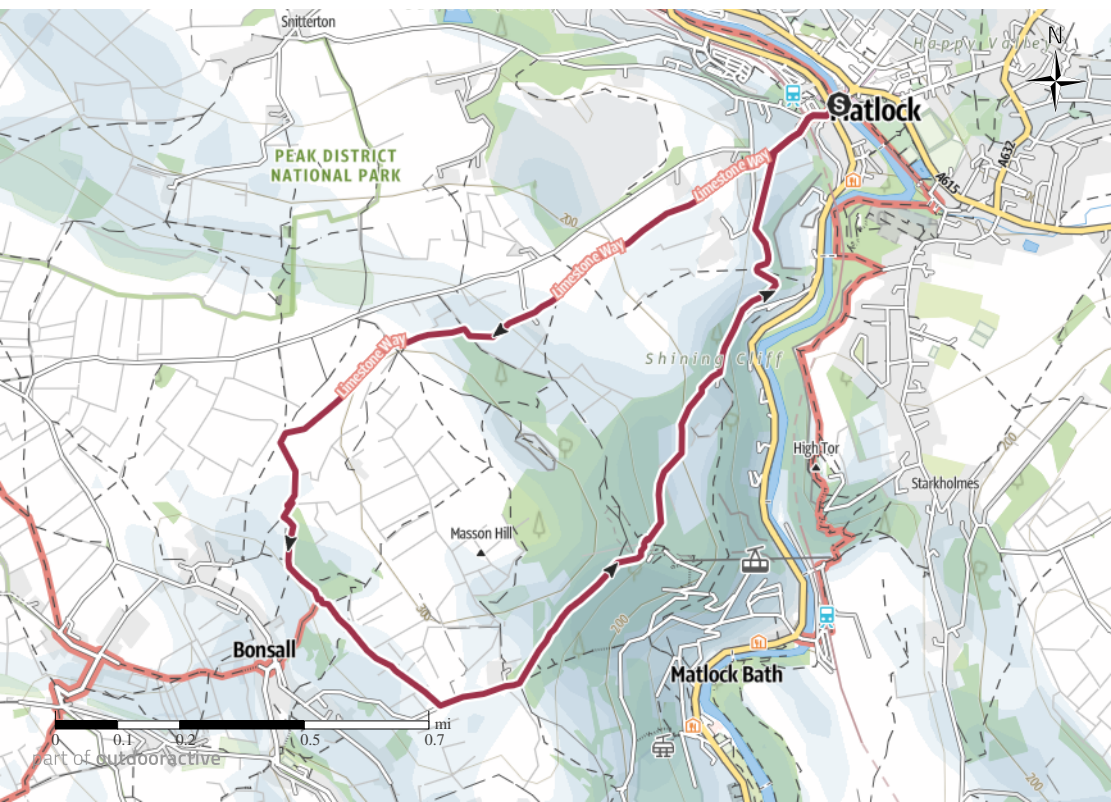 Snitterton
Happy Valley
N
S
Matlock
PEAK DISTRICT
NATIONAL PARK
A632
A615
Limestone Way
200
Limestone Way
Limestone Way
Shining Cliff
High Tor
200
Starkholmes
Masson Hill
300
200
Bonsall
Matlock Bath
mi
0
0.1
0.2
0.5
0.7
part of outdooractive
200